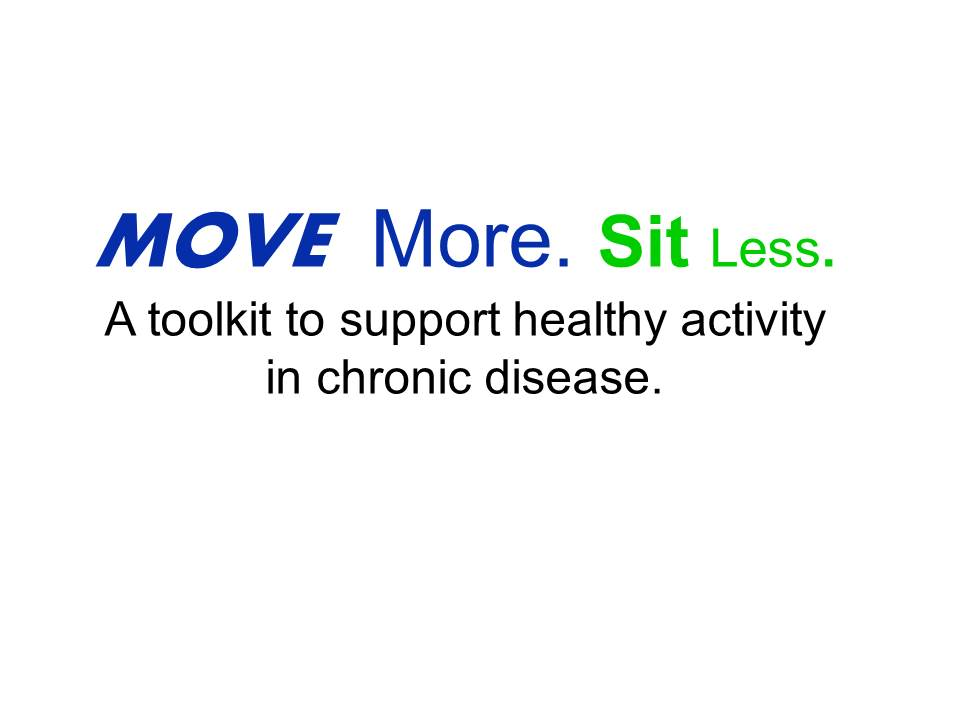 MOVE More. Sit Less.
A toolkit to support healthy activity
in chronic disease.